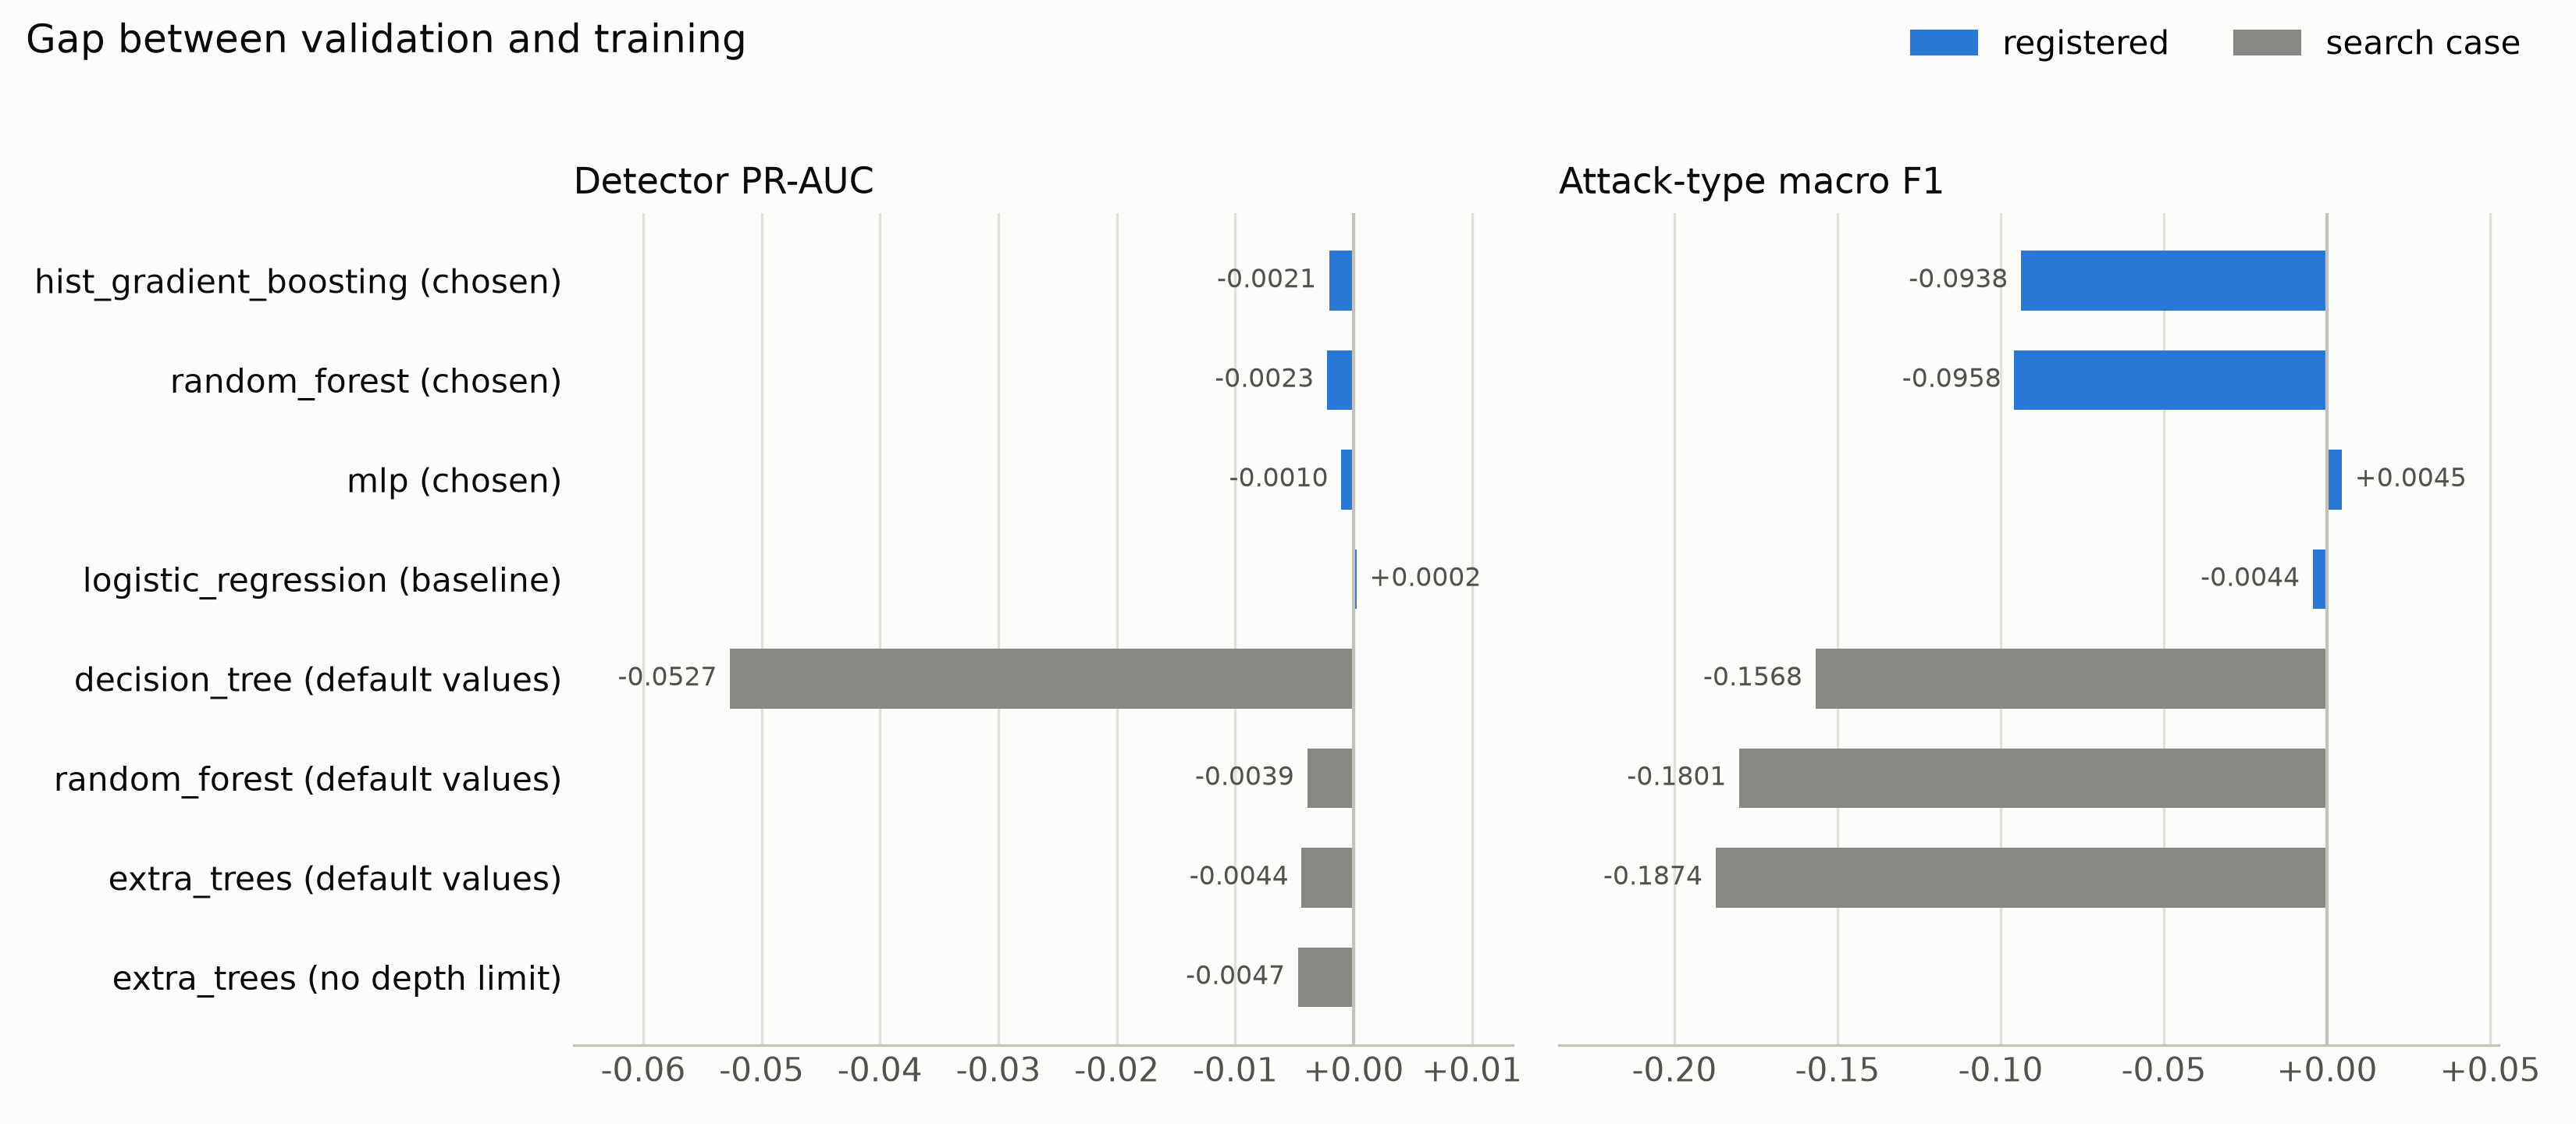 Gap between validation and training
registered
search case
Detector PR-AUC
Attack-type macro F1
hist_gradient_boosting (chosen)
-0.0021
-0.0938
random_forest (chosen)
-0.0023
-0.0958
mlp (chosen)
-0.0010
+0.0045
logistic_regression (baseline)
+0.0002
-0.0044
decision_tree (default values)
-0.0527
-0.1568
random_forest (default values)
-0.0039
-0.1801
extra_trees (default values)
-0.0044
-0.1874
extra_trees (no depth limit)
-0.0047
-0.06 -0.05 -0.04 -0.03 -0.02 -0.01 +0.00 +0.01
-0.20 -0.15 -0.10 -0.05 +0.00 +0.05